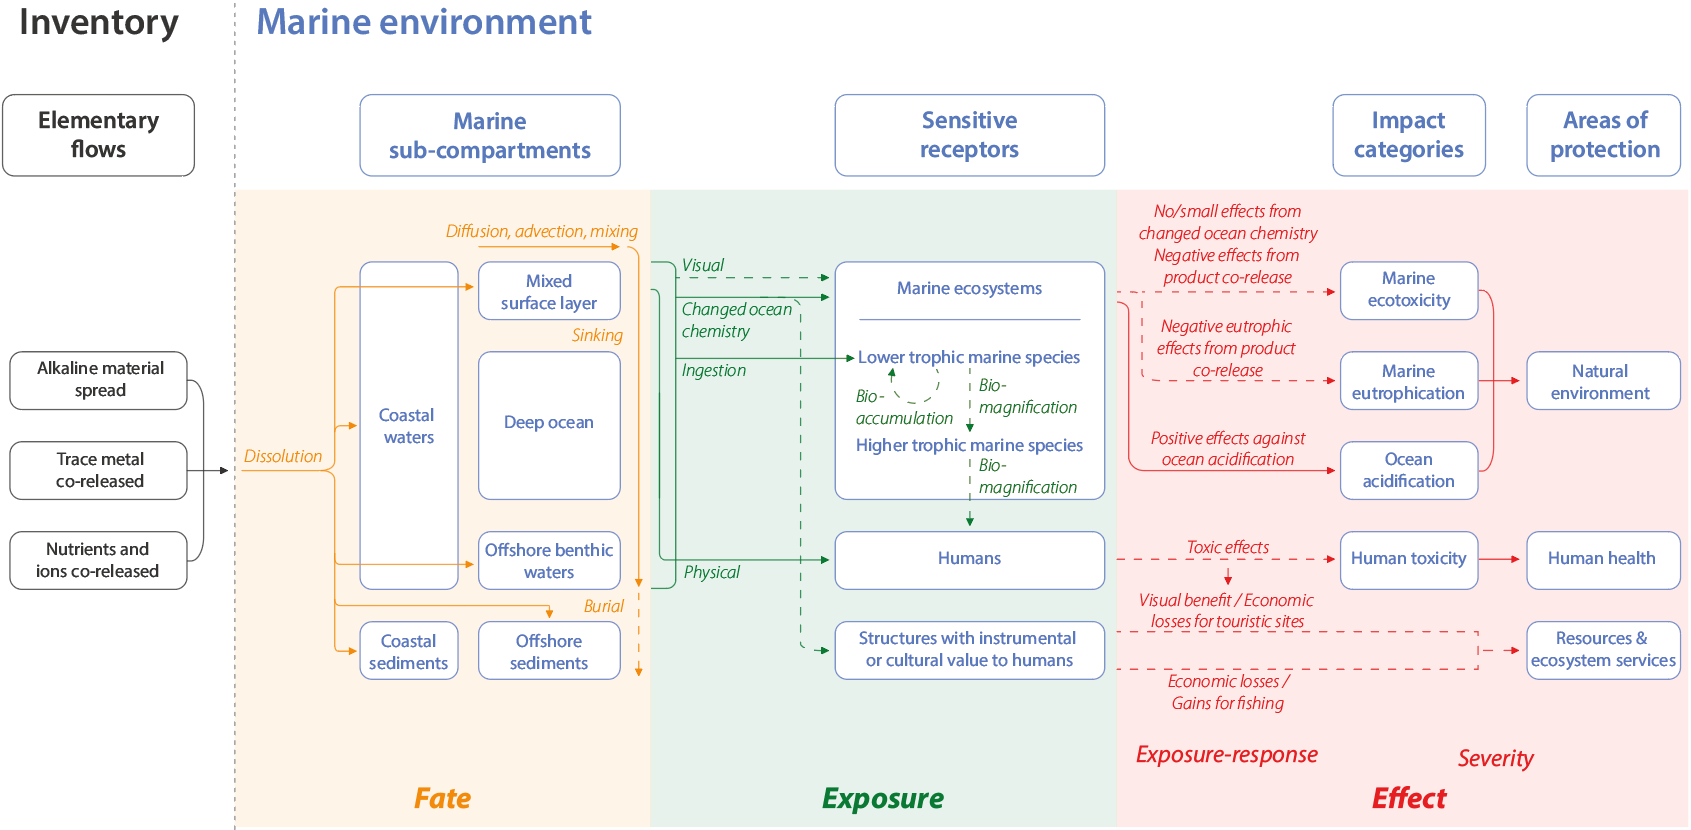 Inventory
Marine environment
Elementary
flows
Marine
sub-compartments
Sensitive
receptors
Impact
categories
Areas of
protection
Alkaline material
spread
Trace metal
co-released
Nutrients and
ions co-released
Dissolution
Diffusion, advection, mixing
Coastal
waters
Mixed
surface layer
Sinking
Deep ocean
Offshore benthic
waters
Burial
Coastal
sediments
Offshore
sediments
Fate
Visual
Changed ocean
chemistry
Ingestion
Physical
Marine ecosystems
Lower trophic marine species
Bio-
accumulation
Bio-
magnification
Higher trophic marine species
Bio-
magnification
Humans
Structures with instrumental
or cultural value to humans
Exposure
No/small effects from
changed ocean chemistry
Negative effects from
product co-release
Negative eutrophic
effects from product
co-release
Positive effects against
ocean acidification
Toxic effects
Visual benefit / Economic
losses for touristic sites
Economic losses /
Gains for fishing
Marine
ecotoxicity
Marine
eutrophication
Ocean
acidification
Human toxicity
Natural
environment
Human health
Resources &
ecosystem services
Exposure-response
Severity
Effect